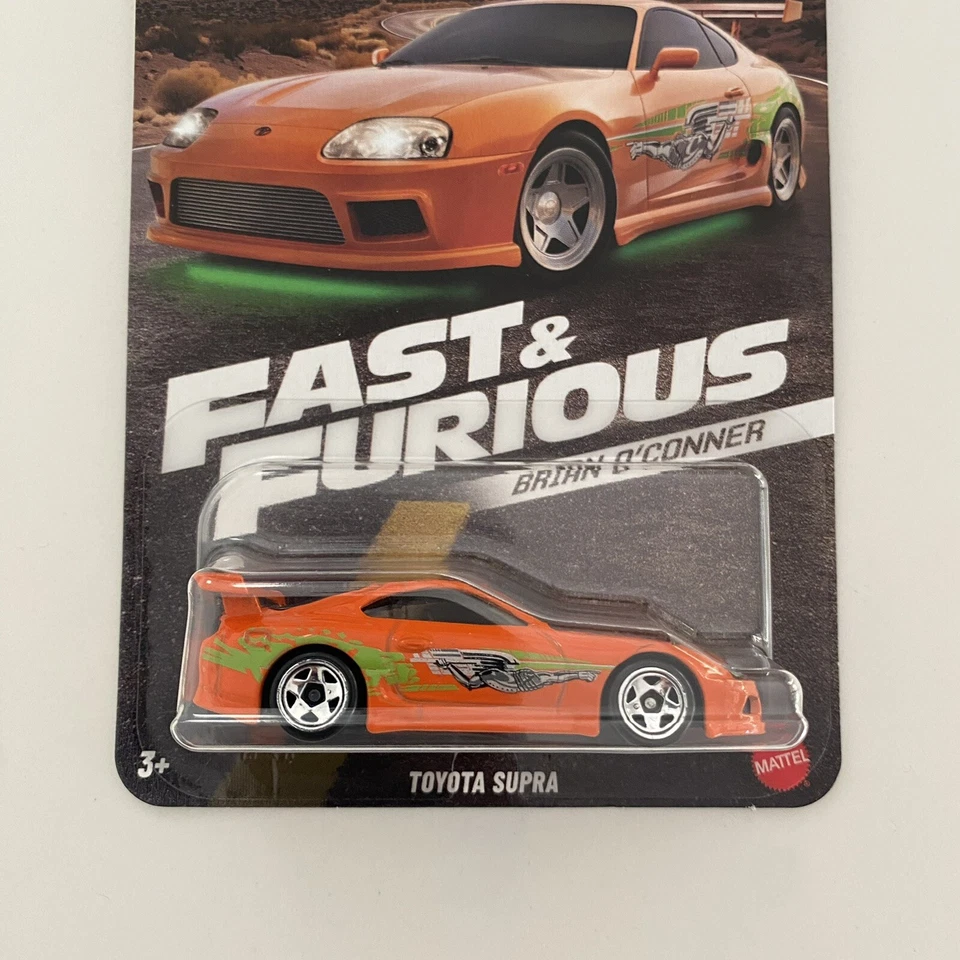 FAST &
FURIOUS
BRIAN O'CONNER
3+
TOYOTA SUPRA
MATTEL